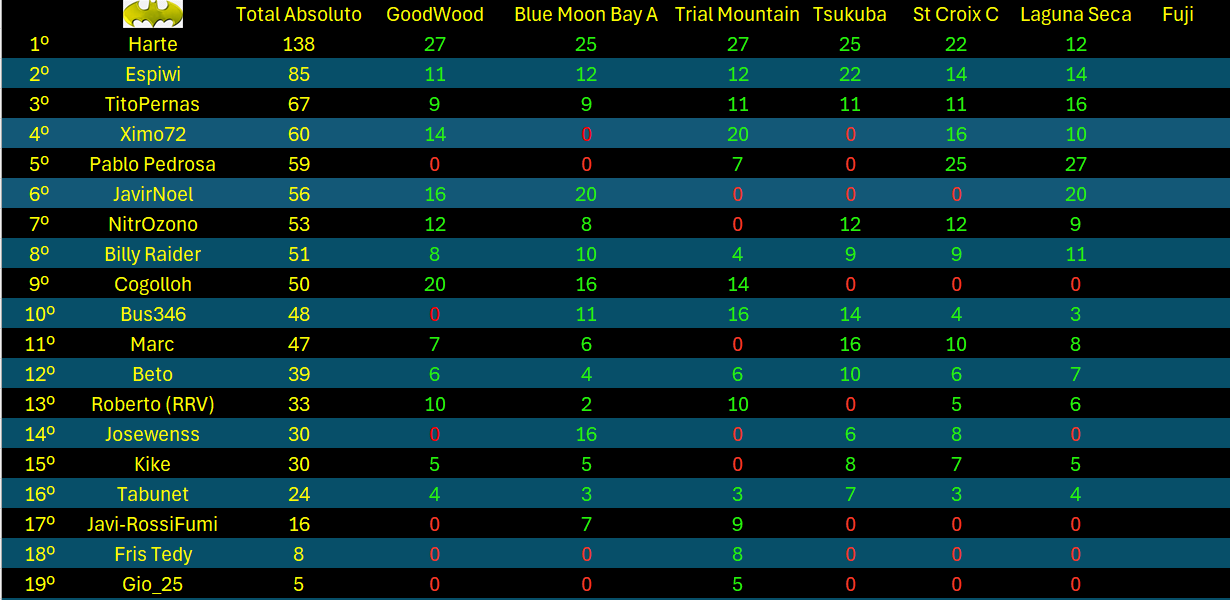 Total Absoluto GoodWood Blue Moon Bay A Trial Mountain Tsukuba St Croix C Laguna Seca Fuji
1º Harte 138 27 25 27 25 22 12
2º Espiwi 85 11 12 12 22 14 14
3º TitoPernas 67 9 9 11 11 11 16
4º Ximo72 60 14 0 20 0 16 10
5º Pablo Pedrosa 59 0 0 7 0 25 27
6º JavirNoel 56 16 20 0 0 0 20
7º NitrOzono 53 12 8 0 12 12 9
8º Billy Raider 51 8 10 4 9 9 11
9º Cogolloh 50 20 16 14 0 0 0
10º Bus346 48 0 11 16 14 4 3
11º Marc 47 7 6 0 16 10 8
12º Beto 39 6 4 6 10 6 7
13º Roberto (RRV) 33 10 2 10 0 5 6
14º Josewenss 30 0 16 0 6 8 0
15º Kike 30 5 5 0 8 7 5
16º Tabunet 24 4 3 3 7 3 4
17º Javi-RossiFumi 16 0 7 9 0 0 0
18º Fris Tedy 8 0 0 8 0 0 0
19º Gio_25 5 0 0 5 0 0 0